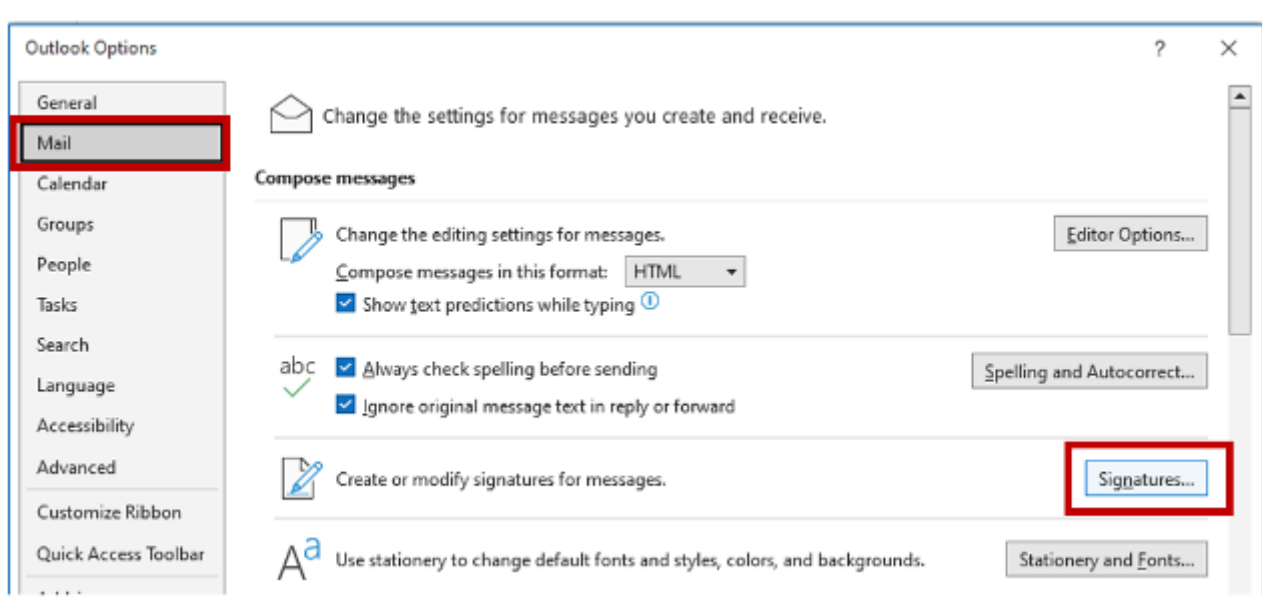 Outlook Options
?
General
Mail
Calendar
Groups
People
Tasks
Search
Language
Accessibility
Advanced
Customize Ribbon
Quick Access Toolbar
Change the settings for messages you create and receive.
Compose messages
Change the editing settings for messages.
Editor Options...
Compose messages in this format:
HTML
Show text predictions while typing
abc
Always check spelling before sending
Spelling and Autocorrect...
Ignore original message text in reply or forward
Create or modify signatures for messages.
Signatures...
Aa
Use stationery to change default fonts and styles, colors, and backgrounds.
Stationery and Fonts...